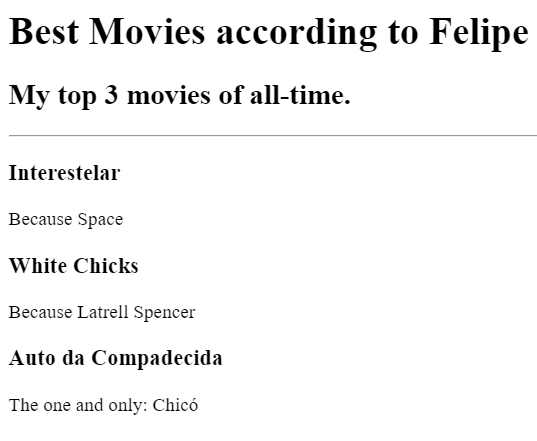 Best Movies according to Felipe
My top 3 movies of all-time.
Interestelar
Because Space
White Chicks
Because Latrell Spencer
Auto da Compadecida
The one and only: Chicó